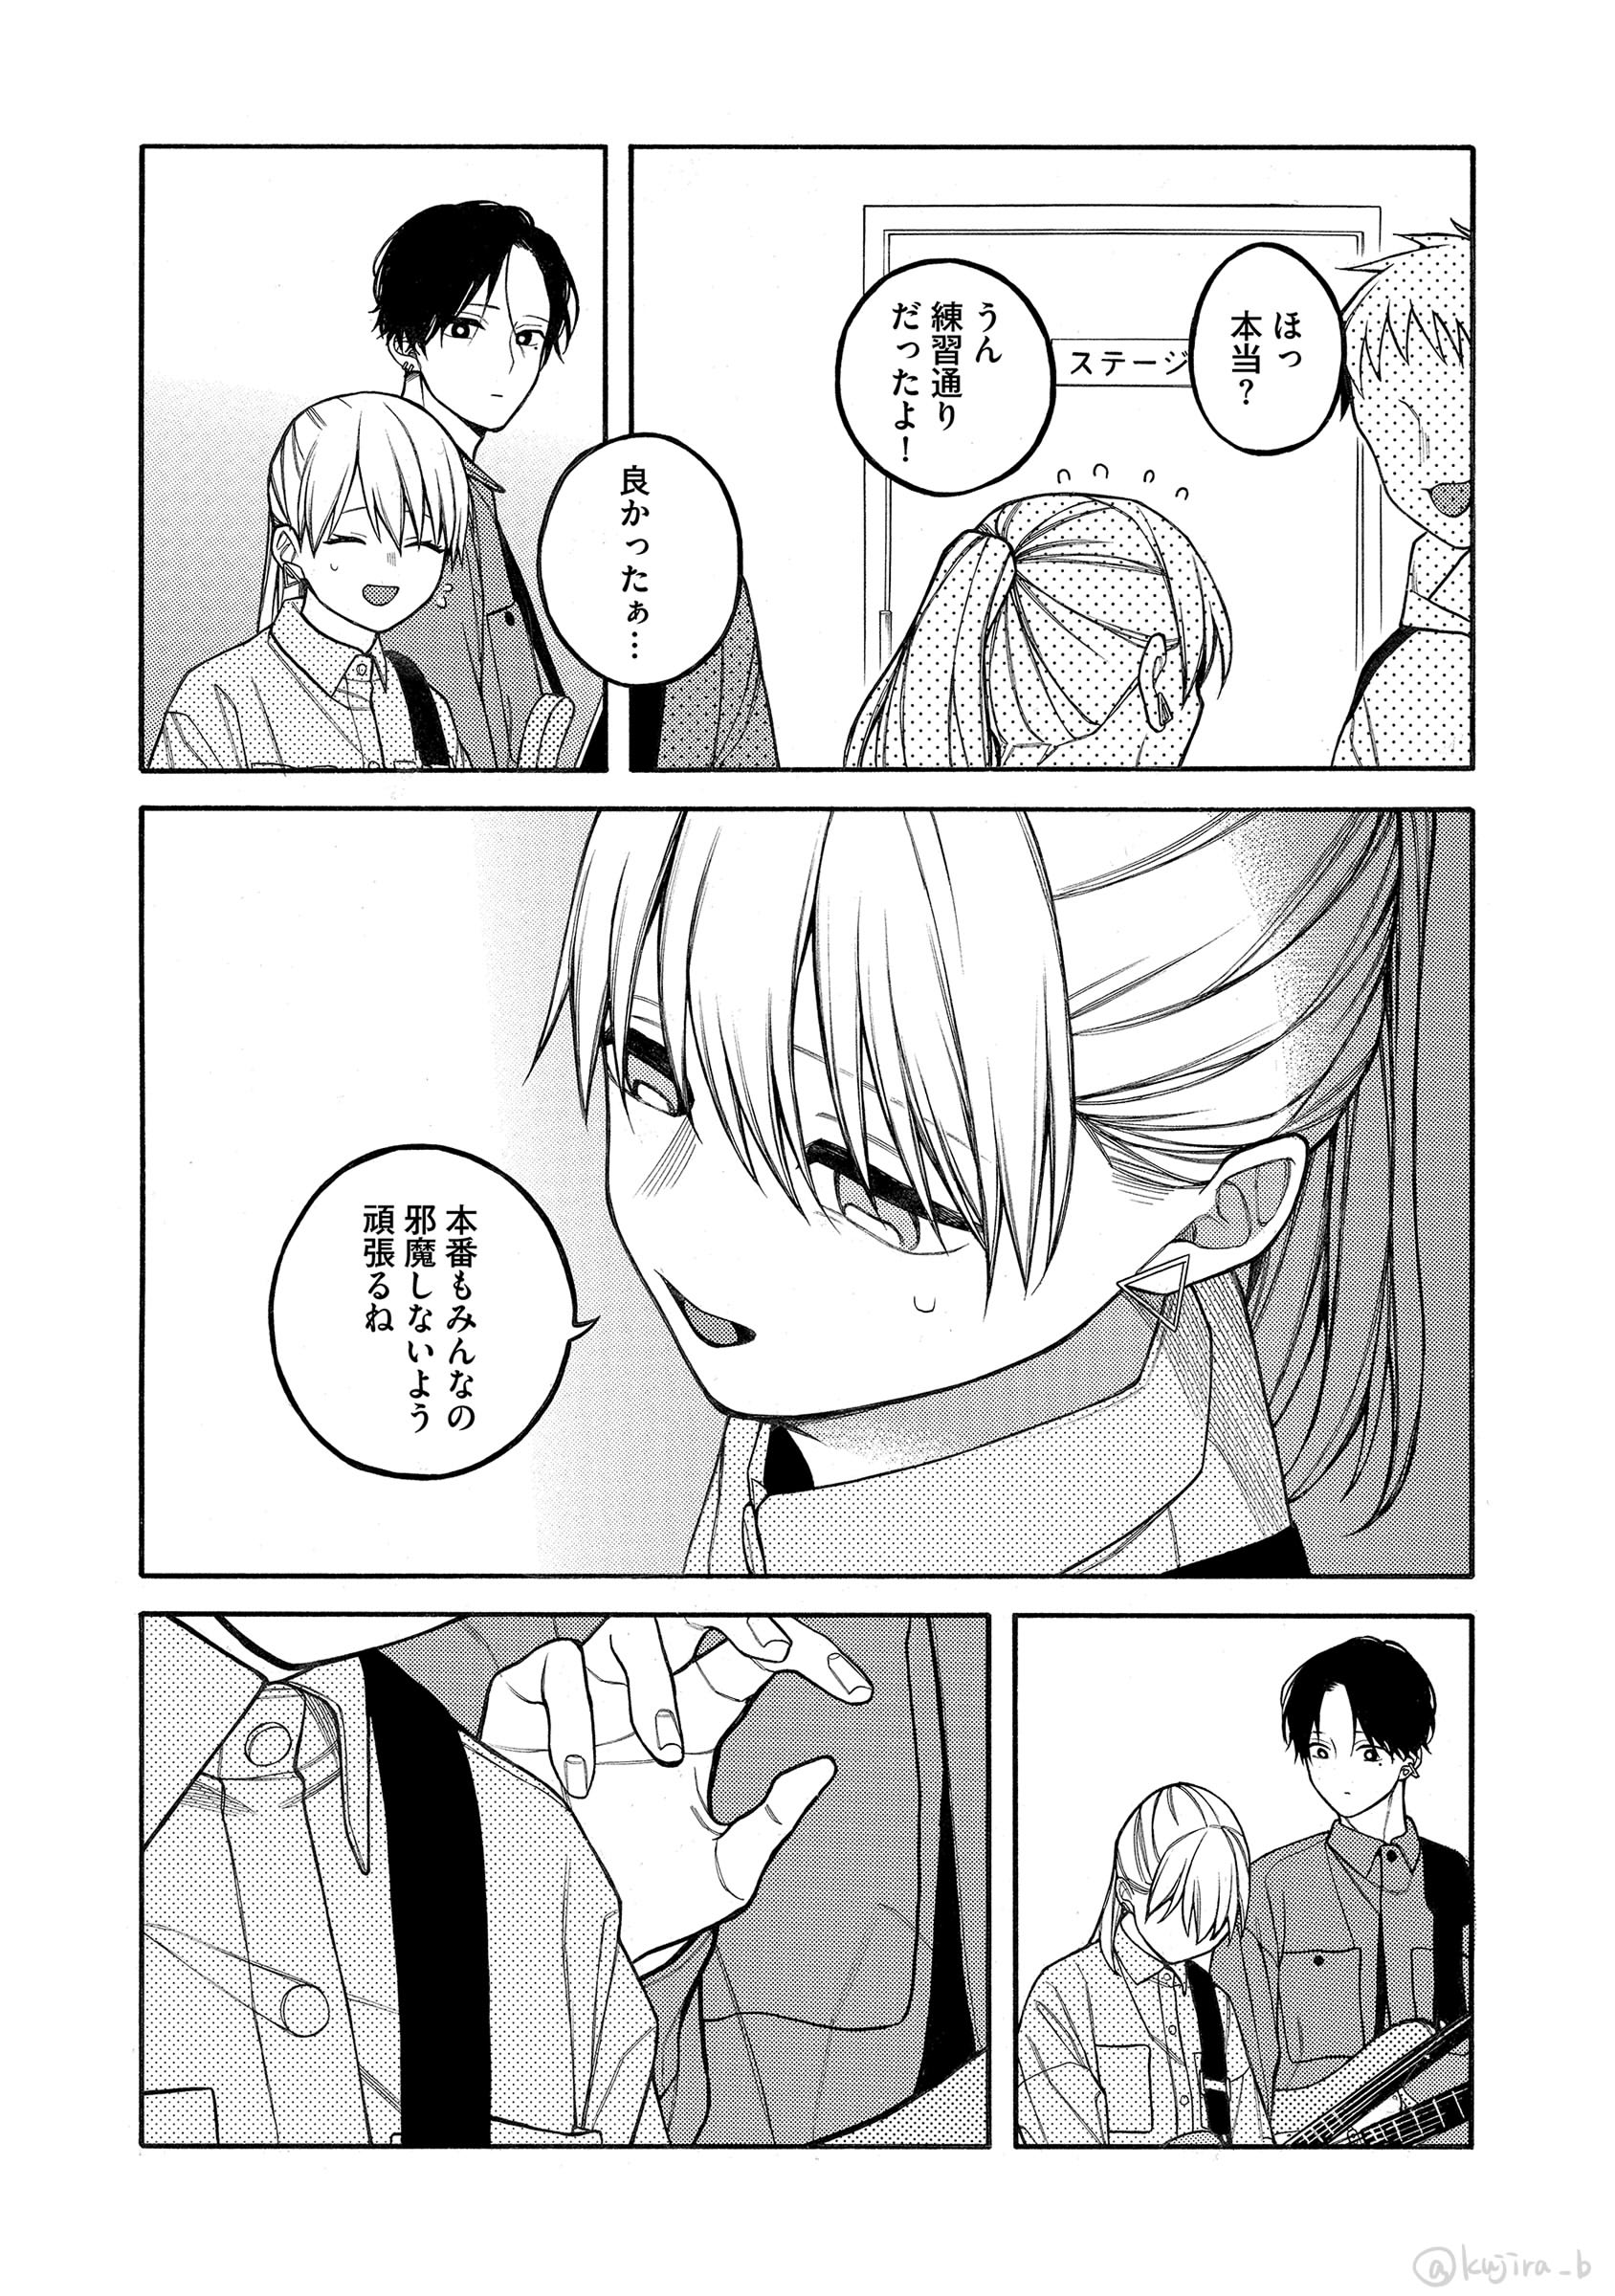 ほっ
本当？
ステージ
うん
練習通り
だったよ！
良かったぁ…
本番もみんなの
邪魔しないよう
頑張るね
@kujira_b